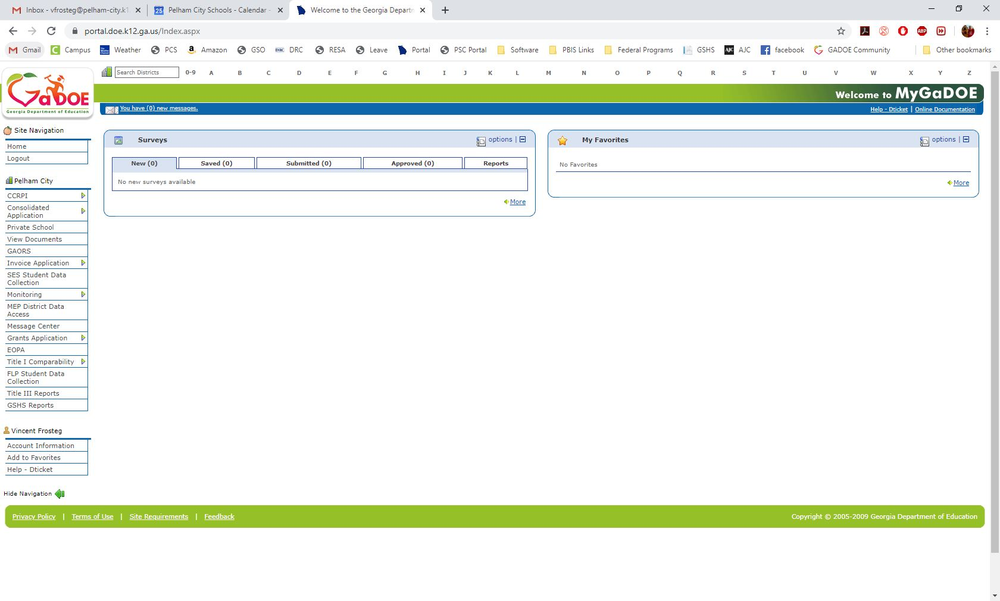 Inbox - vfrosteg@pelham-city.k1
Pelham City Schools - Calendar -
Welcome to the Georgia Departm
portal.doe.k12.ga.us/Index.aspx
Gmail Campus Weather PCS Amazon GSO DRC RESA Leave Portal PSC Portal Software PBIS Links Federal Programs GSHS AJC facebook GADOE Community Other bookmarks
GaDOE
Georgia Department of Education
Search Districts 0-9 A B C D E F G H I J K L M N O P Q R S T U V W X Y Z
Welcome to MyGaDOE
You have (0) new messages.
Help - Dticket | Online Documentation
Site Navigation
Home
Logout
Pelham City
CCRPI
Consolidated
Application
Private School
View Documents
GAORS
Invoice Application
SES Student Data
Collection
Monitoring
MEP District Data
Access
Message Center
Grants Application
EOPA
Title I Comparability
FLP Student Data
Collection
Title III Reports
GSHS Reports
Vincent Frosteg
Account Information
Add to Favorites
Help - Dticket
Hide Navigation
Surveys
options |
New (0) Saved (0) Submitted (0) Approved (0) Reports
No new surveys available
More
My Favorites
options |
No Favorites
More
Privacy Policy | Terms of Use | Site Requirements | Feedback
Copyright © 2005-2009 Georgia Department of Education